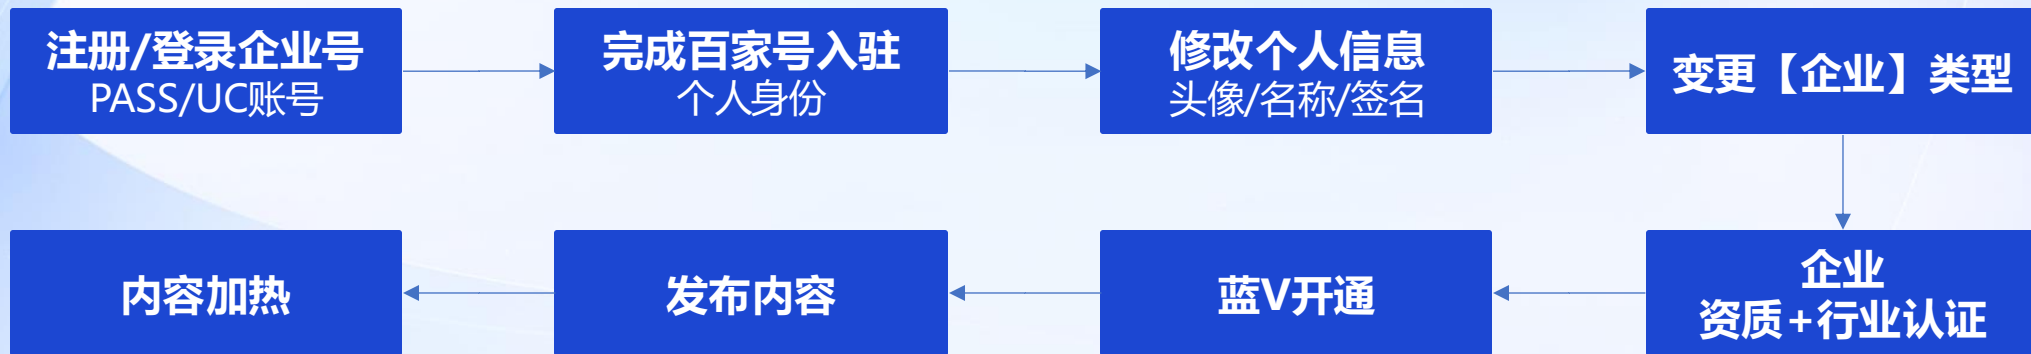 注册/登录企业号
PASS/UC账号
完成百家号入驻
个人身份
修改个人信息
头像/名称/签名
变更【企业】类型
企业
资质+行业认证
蓝V开通
发布内容
内容加热